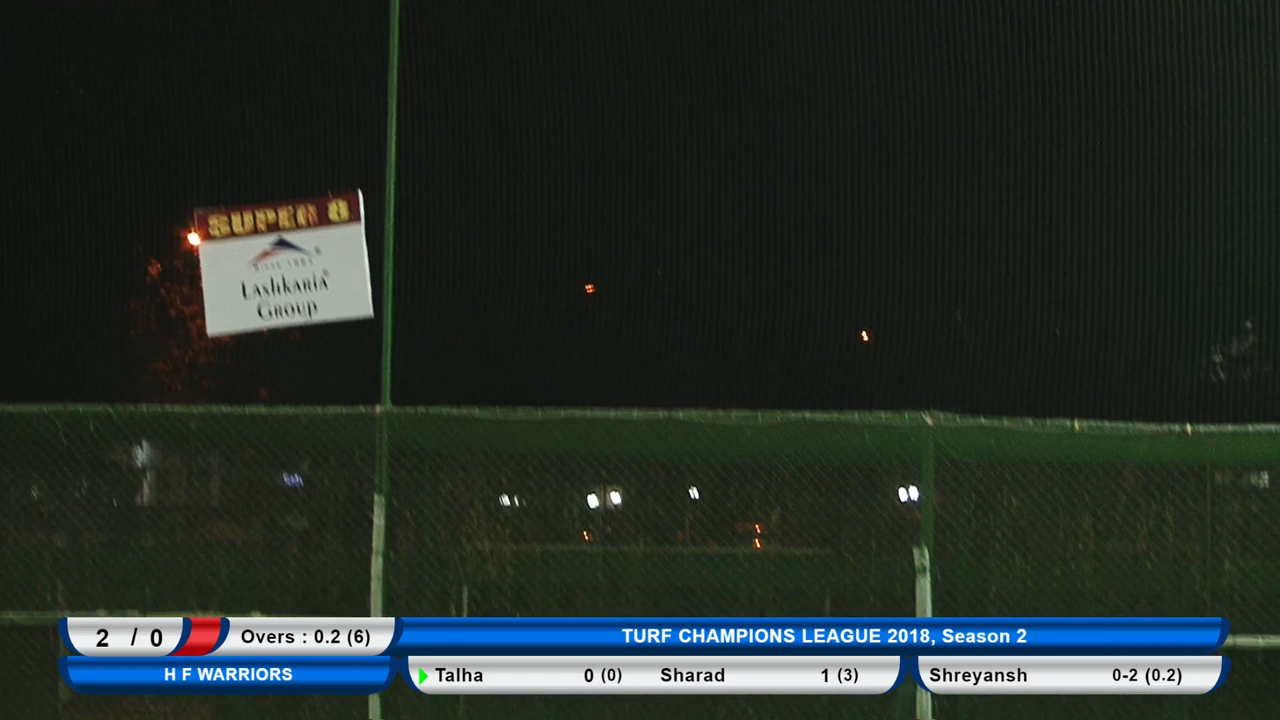 SUPER 8
SINCE 1883
LASHKARIA
GROUP
2 / 0
Overs : 0.2 (6)
TURF CHAMPIONS LEAGUE 2018, Season 2
H F WARRIORS
Talha 0 (0) Sharad 1 (3)
Shreyansh 0-2 (0.2)